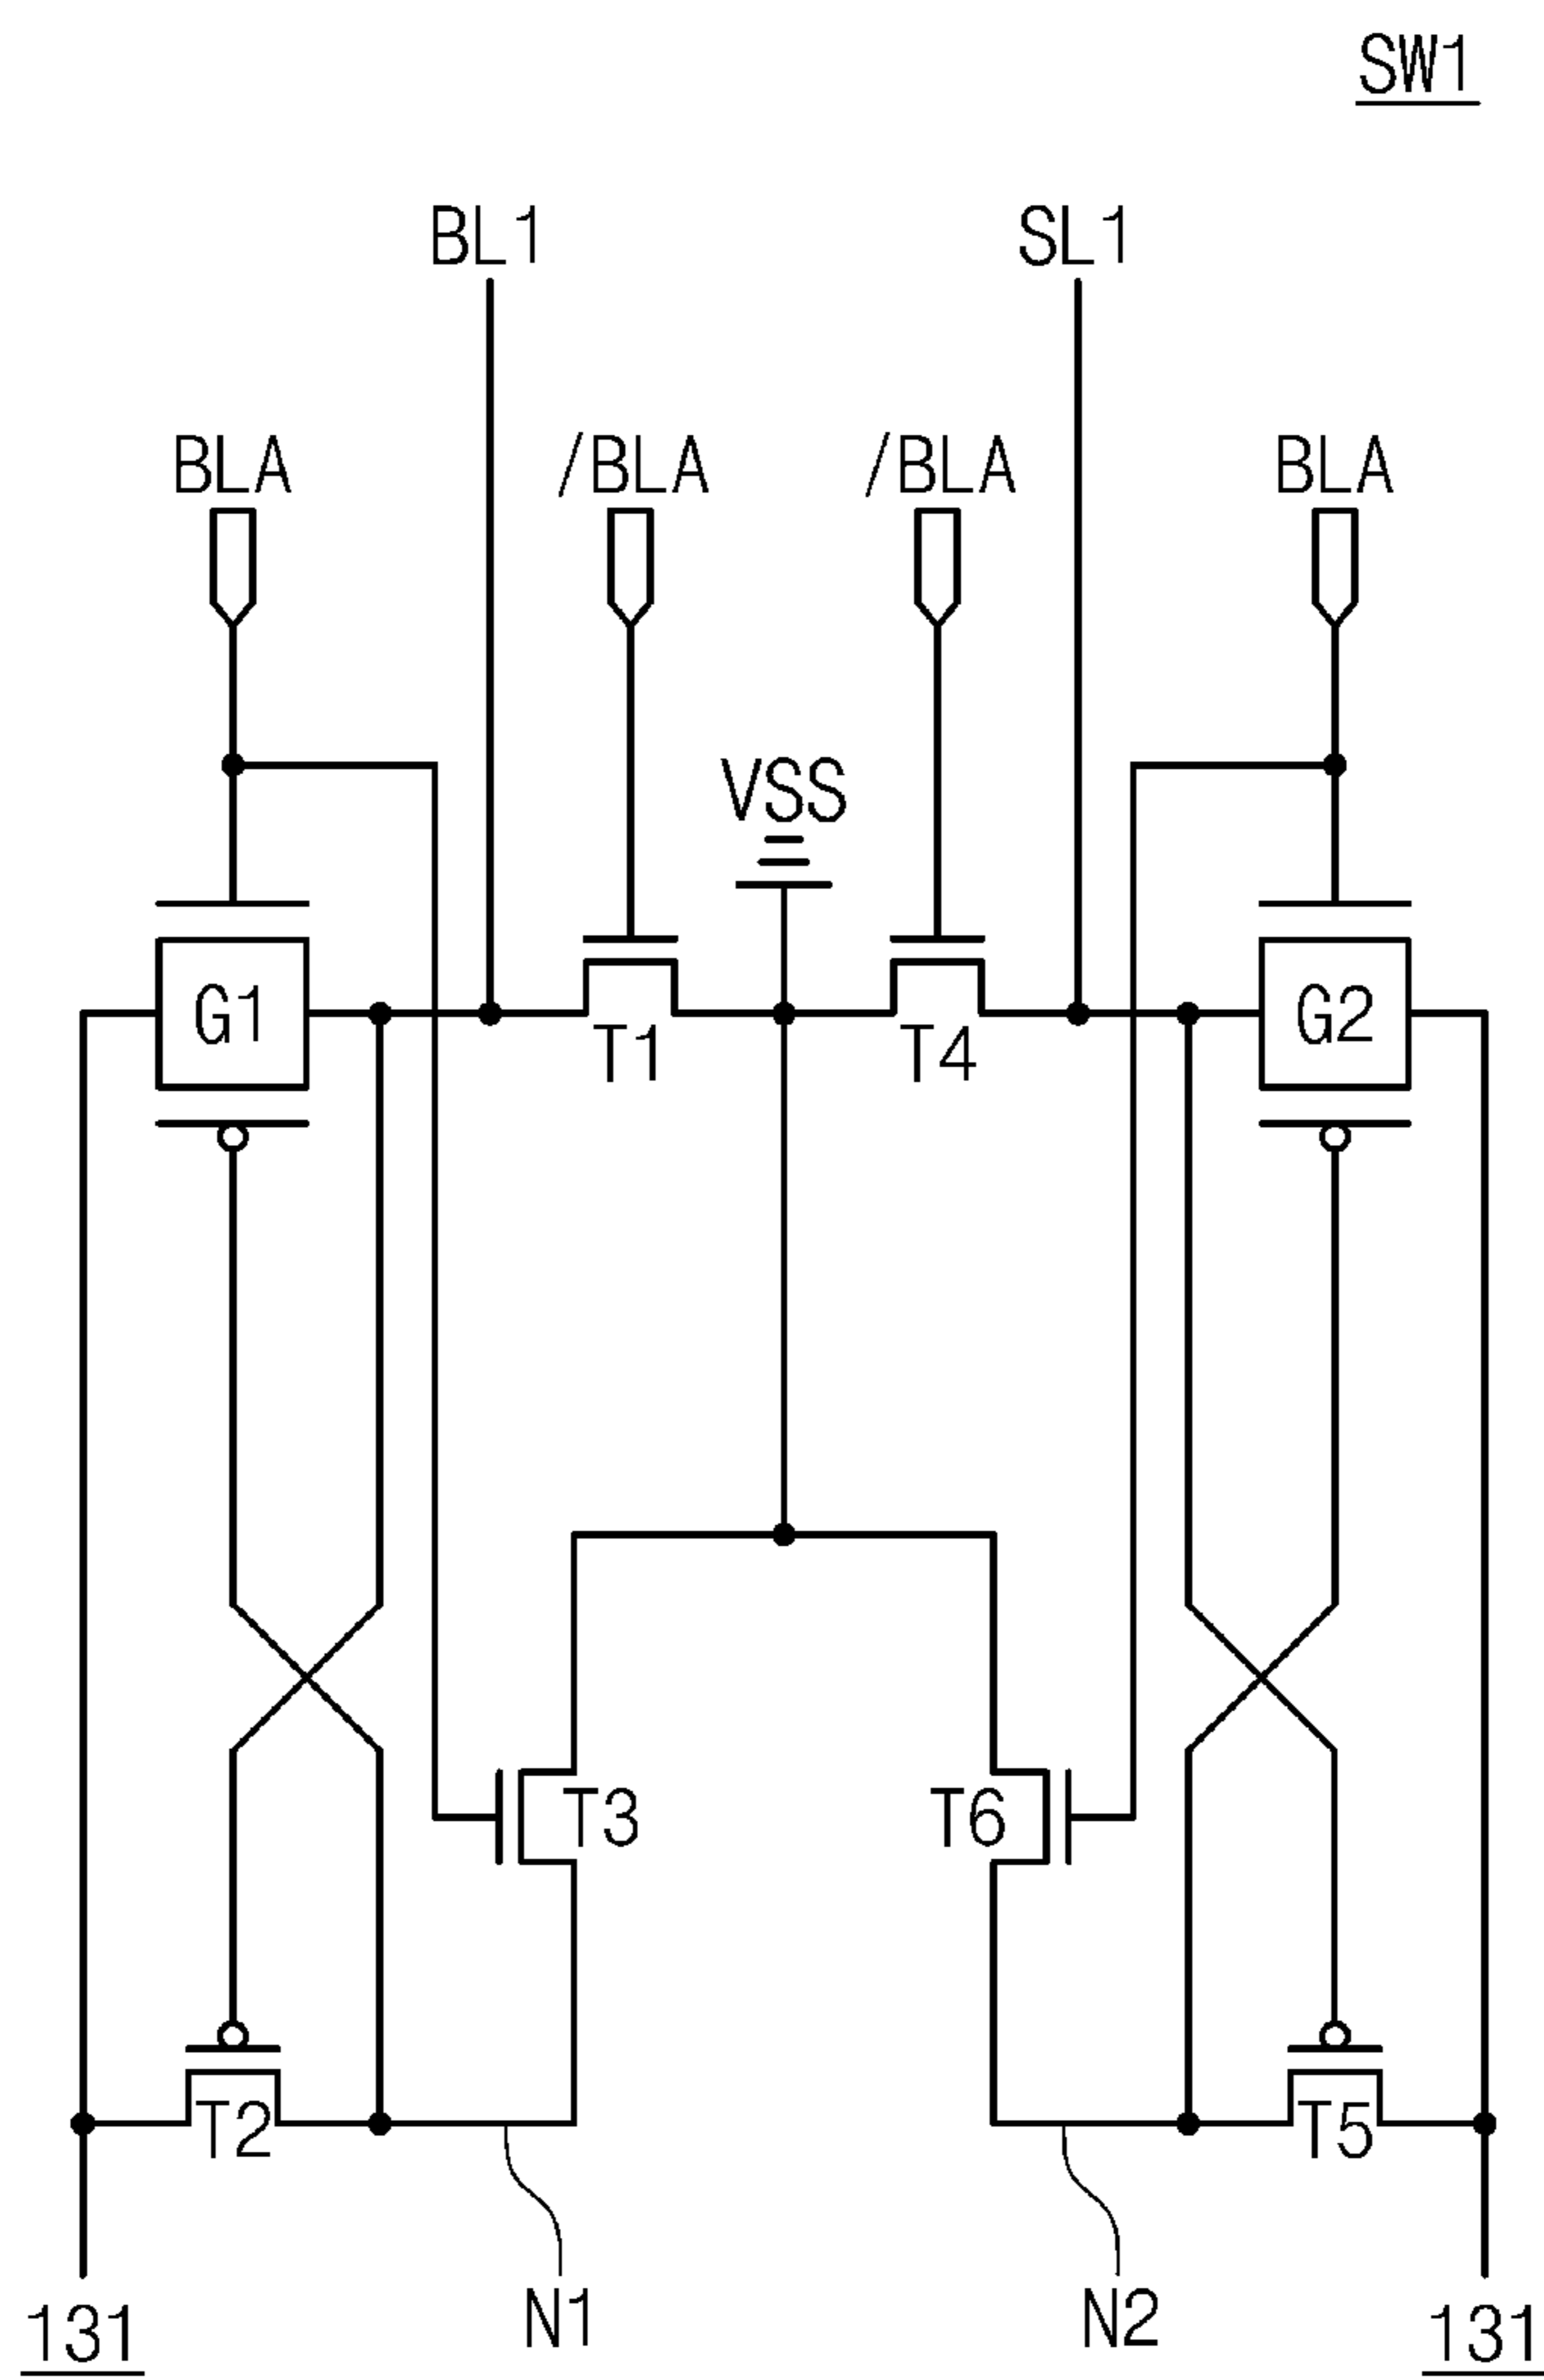 SW1
BL1 SL1
BLA /BLA /BLA BLA
VSS
G1 G2
T1 T4
T3 T6
T2 T5
N1 N2
131 131